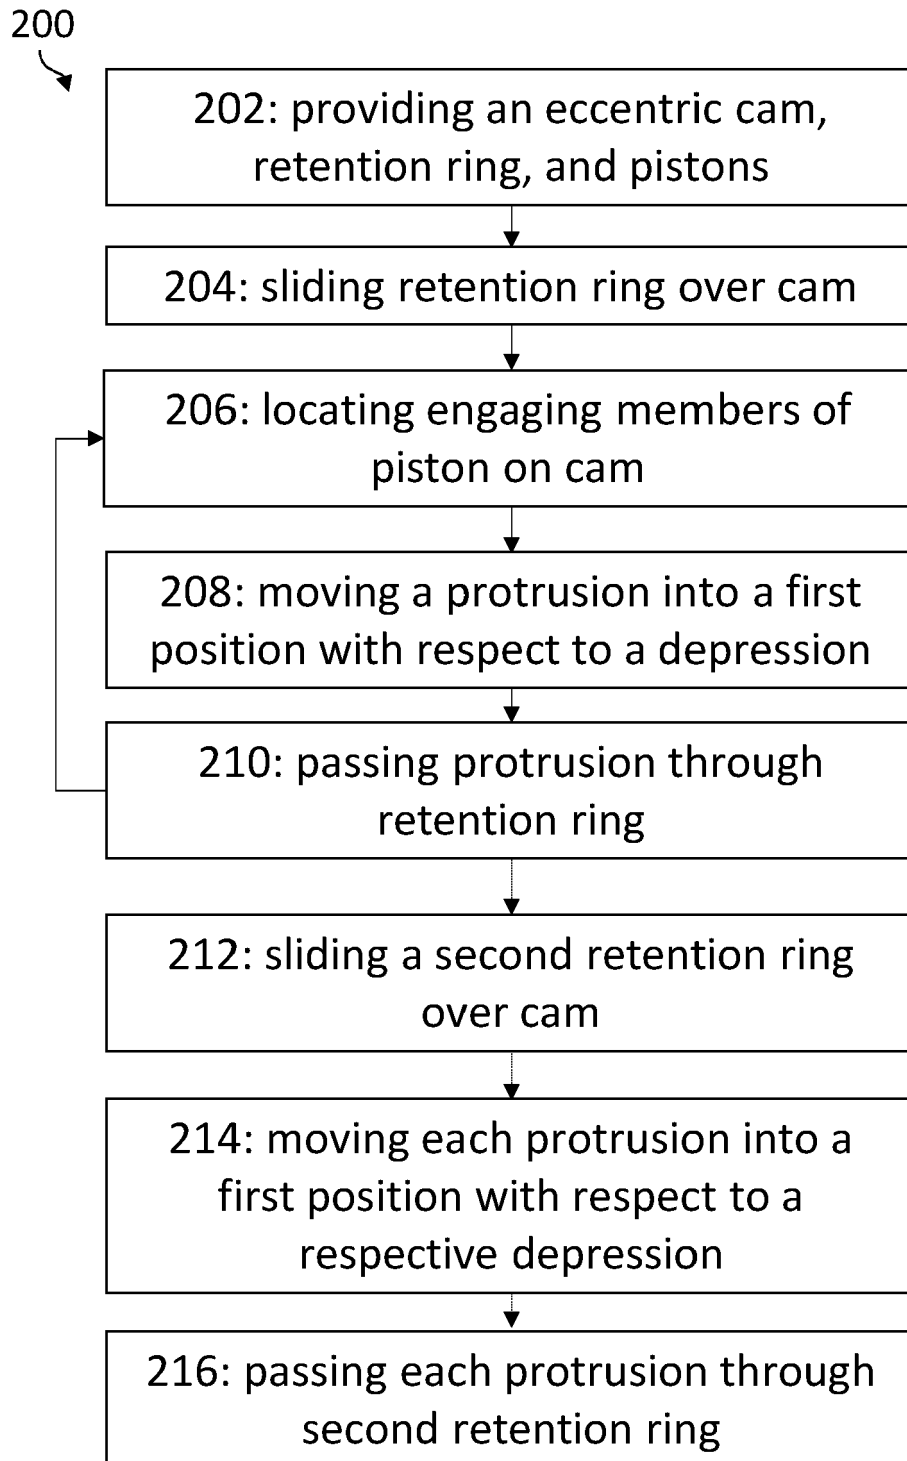 200
202: providing an eccentric cam,
retention ring, and pistons
204: sliding retention ring over cam
206: locating engaging members of
piston on cam
208: moving a protrusion into a first
position with respect to a depression
210: passing protrusion through
retention ring
212: sliding a second retention ring
over cam
214: moving each protrusion into a
first position with respect to a
respective depression
216: passing each protrusion through
second retention ring